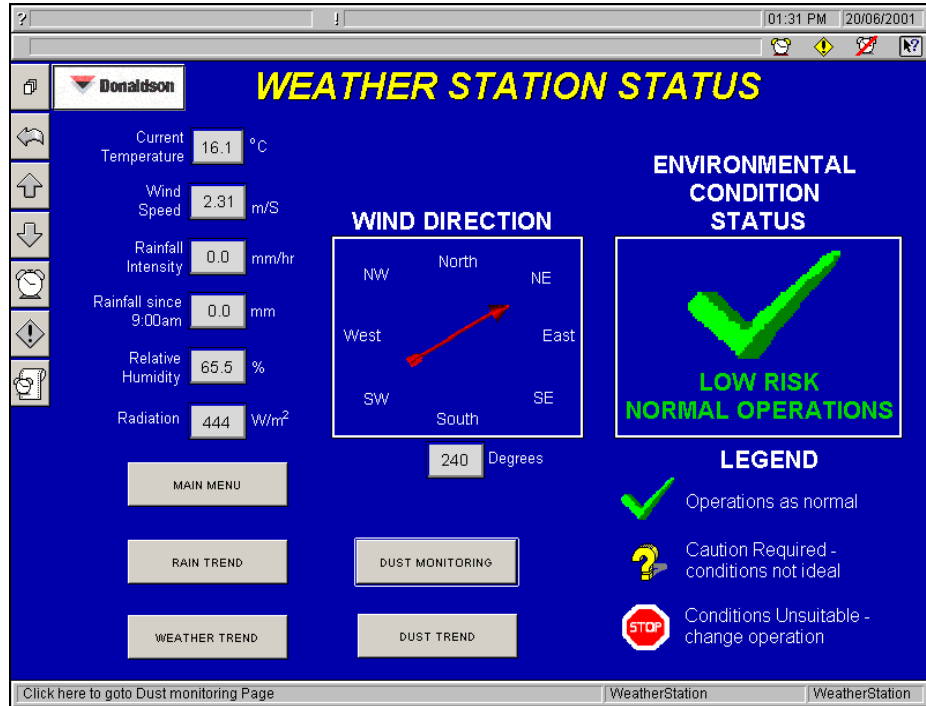 ?
!
01:31 PM
20/06/2001
Donaldson
WEATHER STATION STATUS
Current
Temperature
16.1
°C
Wind
Speed
2.31
m/S
Rainfall
Intensity
0.0
mm/hr
Rainfall since
9:00am
0.0
mm
Relative
Humidity
65.5
%
Radiation
444
W/m²
WIND DIRECTION
North
NW
NE
West
East
SW
SE
South
240
Degrees
ENVIRONMENTAL
CONDITION
STATUS
LOW RISK
NORMAL OPERATIONS
LEGEND
Operations as normal
Caution Required -
conditions not ideal
STOP
Conditions Unsuitable -
change operation
MAIN MENU
RAIN TREND
DUST MONITORING
WEATHER TREND
DUST TREND
Click here to goto Dust monitoring Page
WeatherStation
WeatherStation